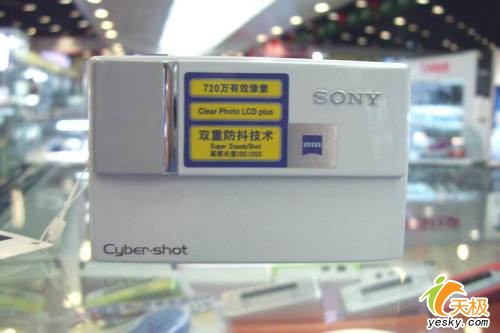 720万有效像素
Clear Photo LCD plus
双重防抖技术
Super SteadyShot
高感光度ISO1000
SONY
ZEISS
Cyber-shot
天极
yesky.com